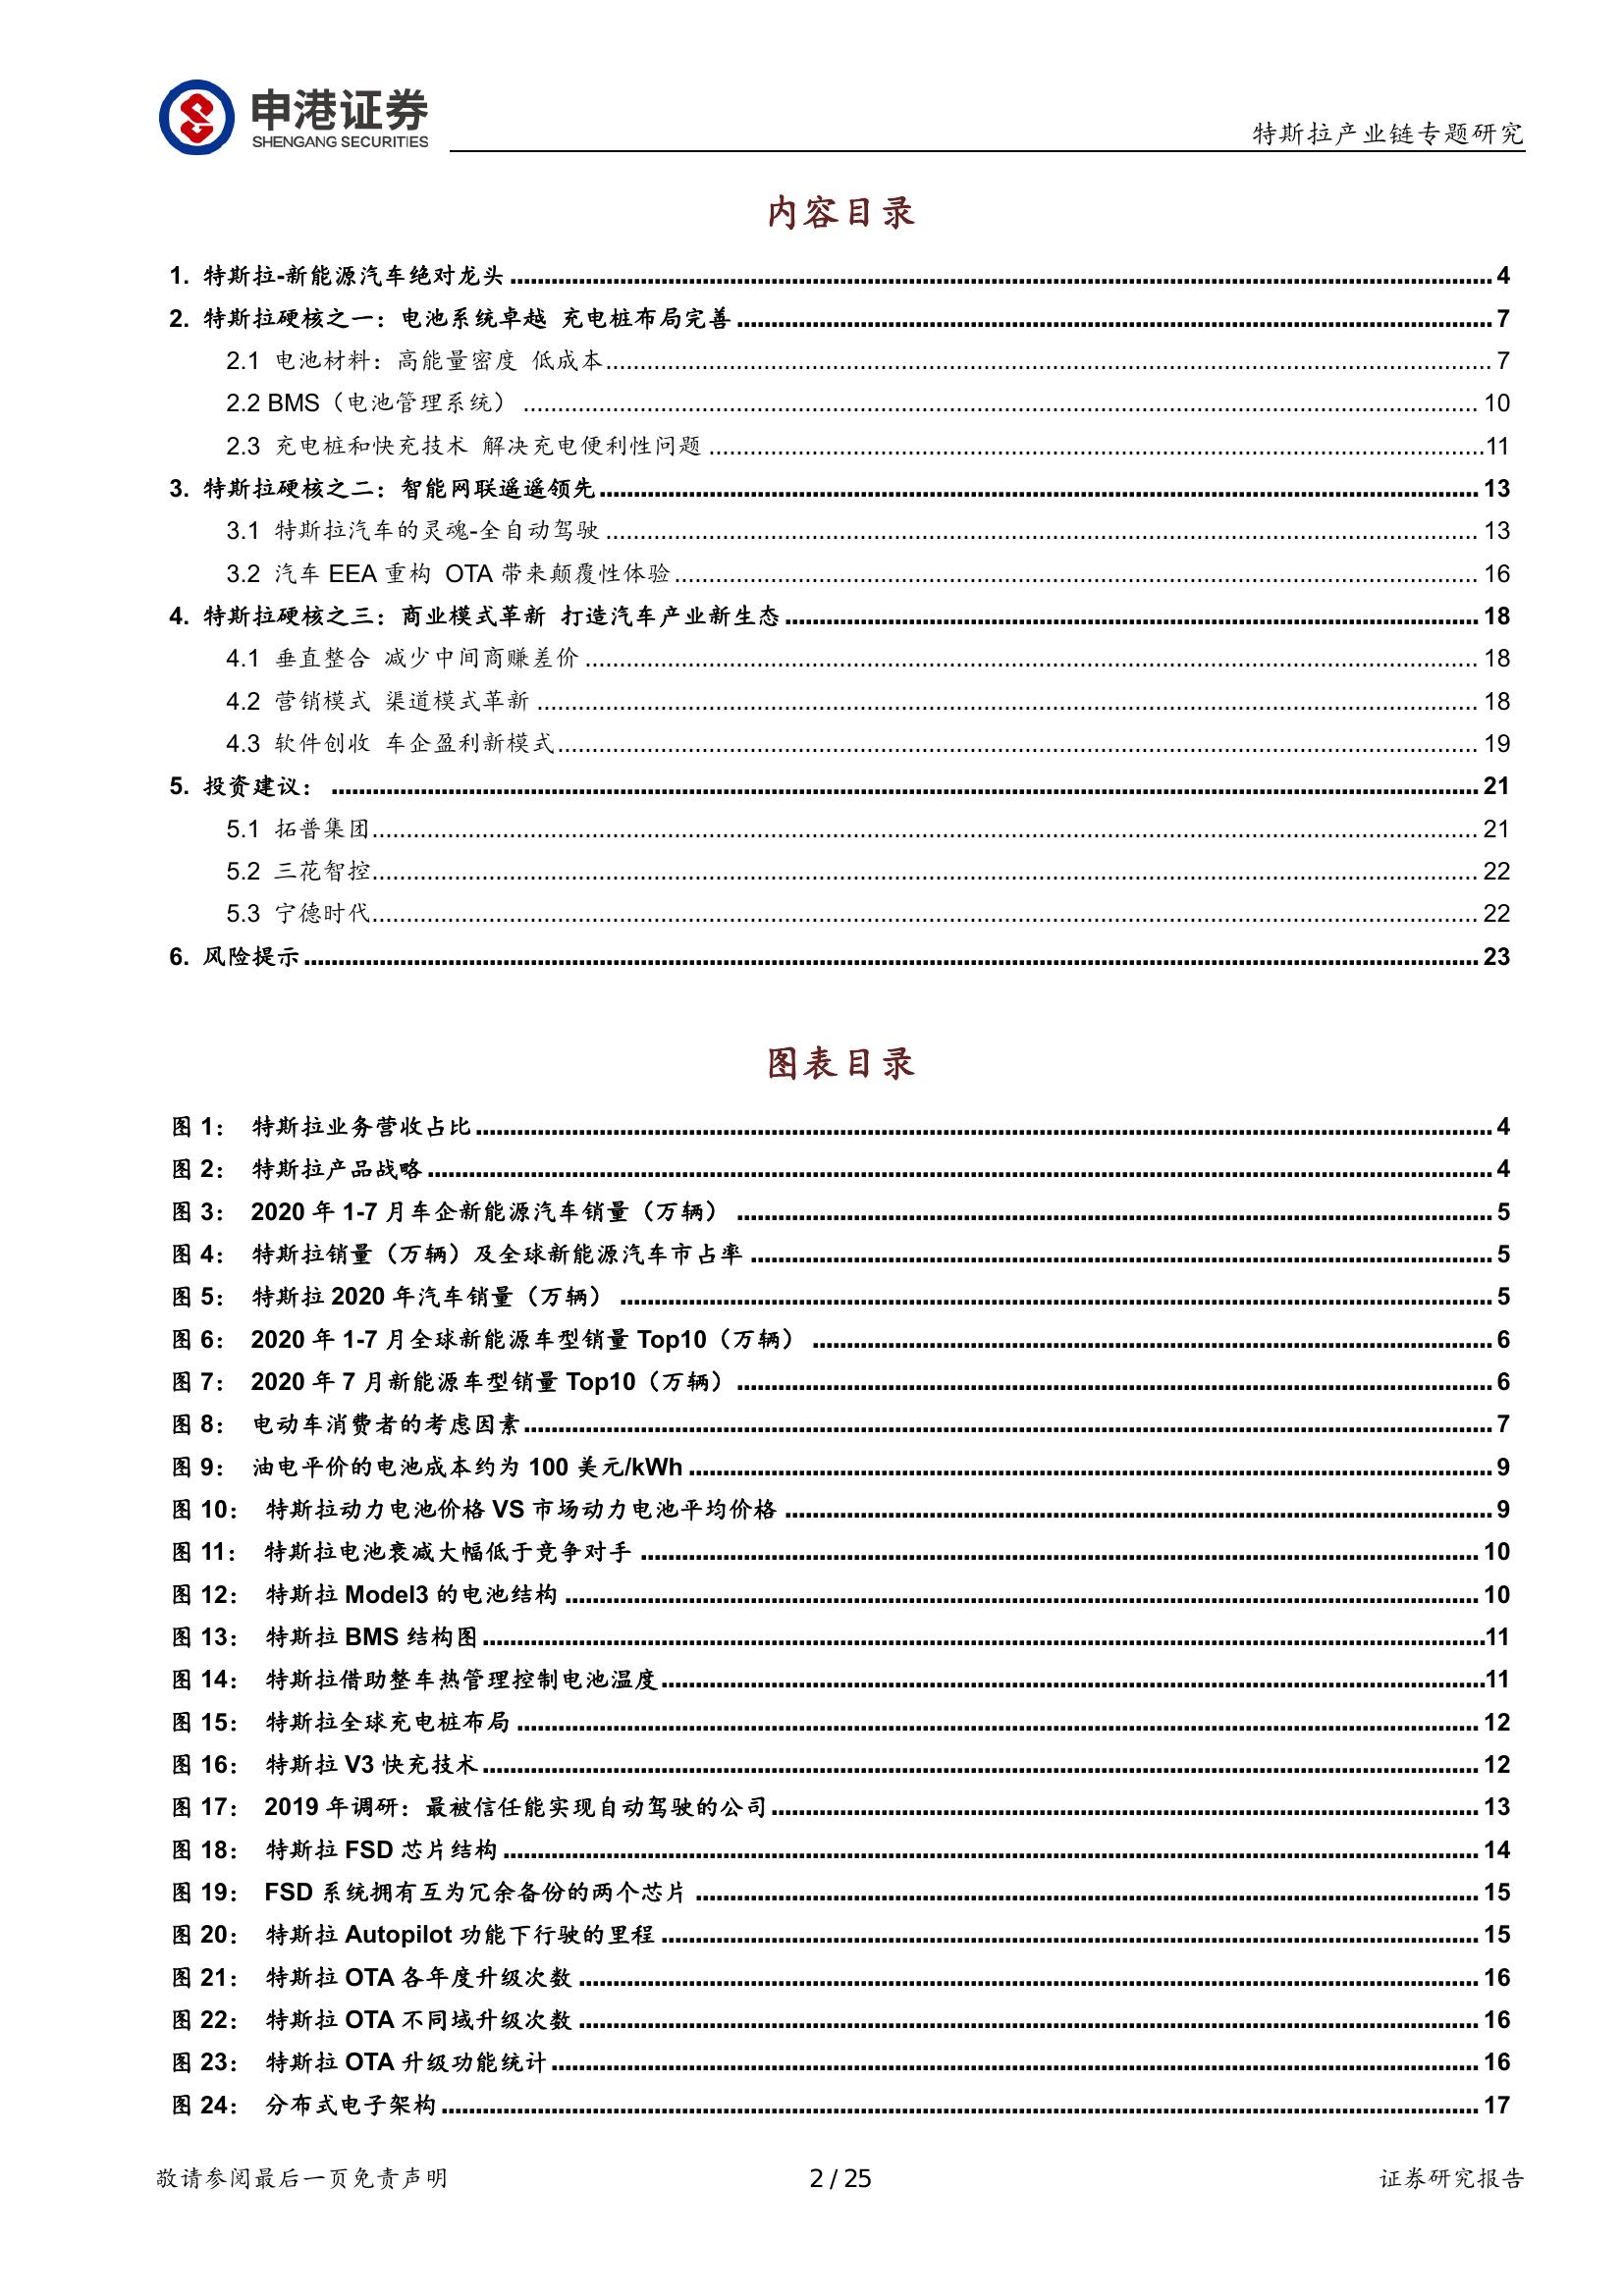 申港证券
SHENGANG SECURITIES
特斯拉产业链专题研究
内容目录
1. 特斯拉-新能源汽车绝对龙头 4
2. 特斯拉硬核之一：电池系统卓越 充电桩布局完善 7
2.1 电池材料：高能量密度 低成本 7
2.2 BMS（电池管理系统） 10
2.3 充电桩和快充技术 解决充电便利性问题 11
3. 特斯拉硬核之二：智能网联遥遥领先 13
3.1 特斯拉汽车的灵魂-全自动驾驶 13
3.2 汽车 EEA 重构 OTA 带来颠覆性体验 16
4. 特斯拉硬核之三：商业模式革新 打造汽车产业新生态 18
4.1 垂直整合 减少中间商赚差价 18
4.2 营销模式 渠道模式革新 18
4.3 软件创收 车企盈利新模式 19
5. 投资建议： 21
5.1 拓普集团 21
5.2 三花智控 22
5.3 宁德时代 22
6. 风险提示 23
图表目录
图 1： 特斯拉业务营收占比 4
图 2： 特斯拉产品战略 4
图 3： 2020 年 1-7 月车企新能源汽车销量（万辆） 5
图 4： 特斯拉销量（万辆）及全球新能源汽车市占率 5
图 5： 特斯拉 2020 年汽车销量（万辆） 5
图 6： 2020 年 1-7 月全球新能源车型销量 Top10（万辆） 6
图 7： 2020 年 7 月新能源车型销量 Top10（万辆） 6
图 8： 电动车消费者的考虑因素 7
图 9： 油电平价的电池成本约为 100 美元/kWh 9
图 10： 特斯拉动力电池价格 VS 市场动力电池平均价格 9
图 11： 特斯拉电池衰减大幅低于竞争对手 10
图 12： 特斯拉 Model3 的电池结构 10
图 13： 特斯拉 BMS 结构图 11
图 14： 特斯拉借助整车热管理控制电池温度 11
图 15： 特斯拉全球充电桩布局 12
图 16： 特斯拉 V3 快充技术 12
图 17： 2019 年调研：最被信任能实现自动驾驶的公司 13
图 18： 特斯拉 FSD 芯片结构 14
图 19： FSD 系统拥有互为冗余备份的两个芯片 15
图 20： 特斯拉 Autopilot 功能下行驶的里程 15
图 21： 特斯拉 OTA 各年度升级次数 16
图 22： 特斯拉 OTA 不同域升级次数 16
图 23： 特斯拉 OTA 升级功能统计 16
图 24： 分布式电子架构 17
敬请参阅最后一页免责声明
2 / 25
证券研究报告